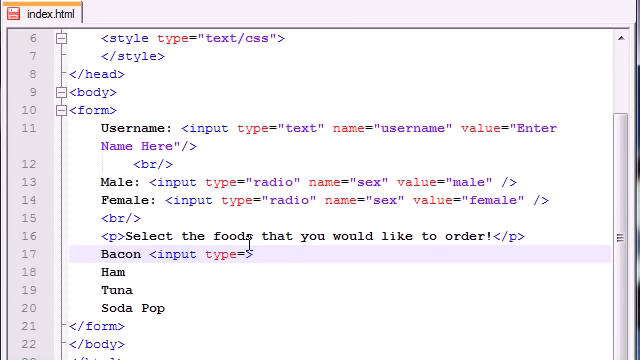 index.html
6 <style type="text/css">
7 </style>
8 </head>
9 <body>
10 <form>
11 Username: <input type="text" name="username" value="Enter
Name Here"/>
12 <br/>
13 Male: <input type="radio" name="sex" value="male" />
14 Female: <input type="radio" name="sex" value="female" />
15 <br/>
16 <p>Select the foods that you would like to order!</p>
17 Bacon <input type=>
18 Ham
19 Tuna
20 Soda Pop
21 </form>
22 </body>